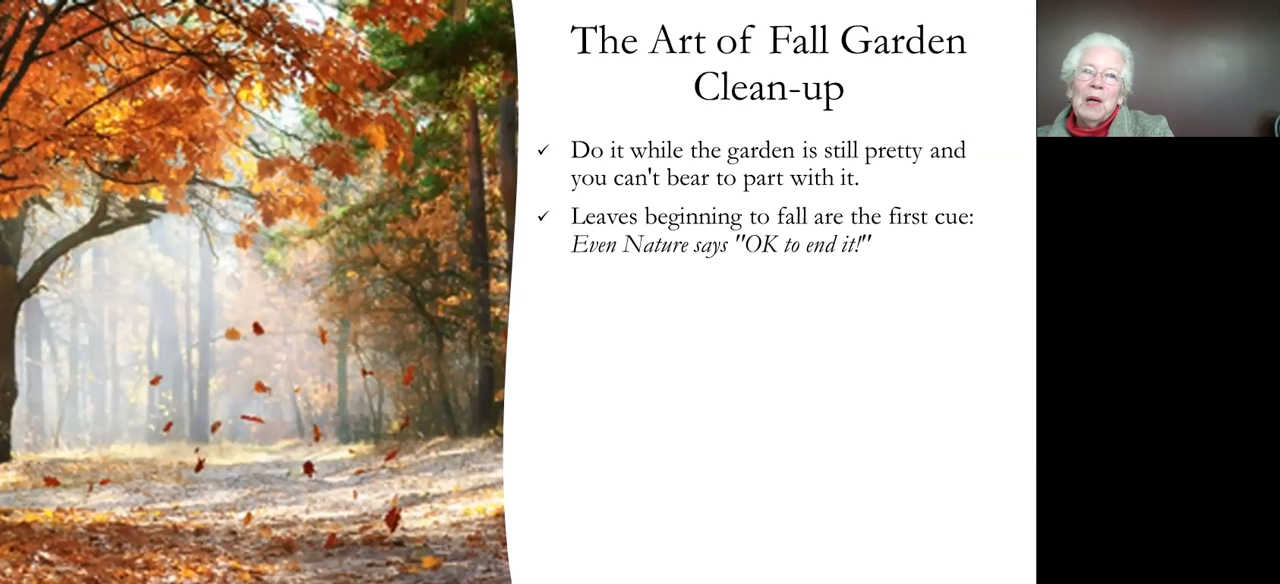 The Art of Fall Garden
Clean-up
✓ Do it while the garden is still pretty and
you can't bear to part with it.
✓ Leaves beginning to fall are the first cue:
Even Nature says "OK to end it!"